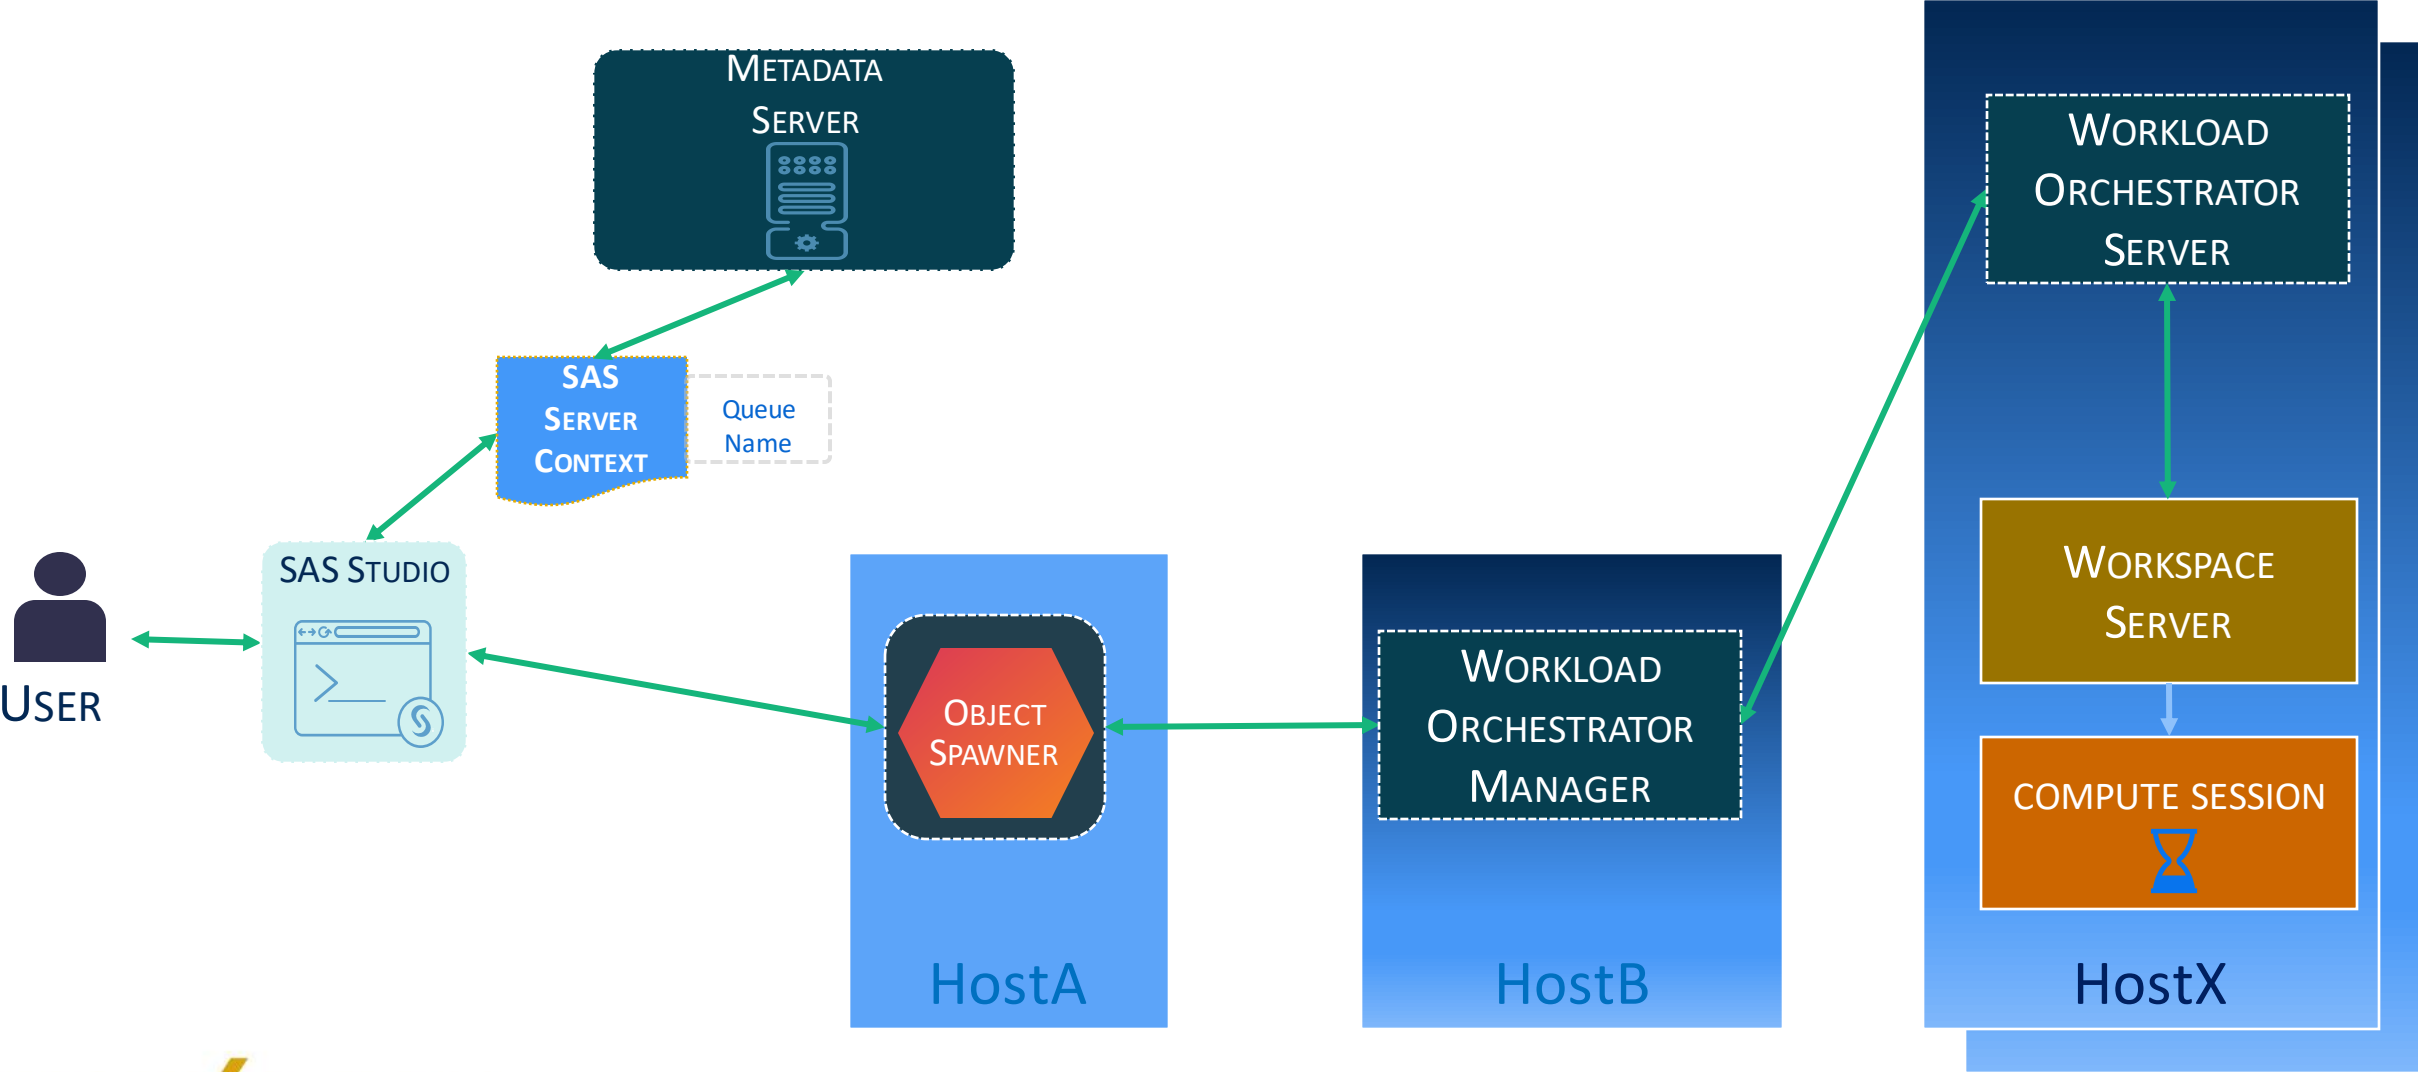 METADATA
SERVER
SAS
SERVER
CONTEXT
Queue
Name
USER
SAS STUDIO
OBJECT
SPAWNER
HostA
WORKLOAD
ORCHESTRATOR
MANAGER
HostB
WORKLOAD
ORCHESTRATOR
SERVER
WORKSPACE
SERVER
COMPUTE SESSION
HostX